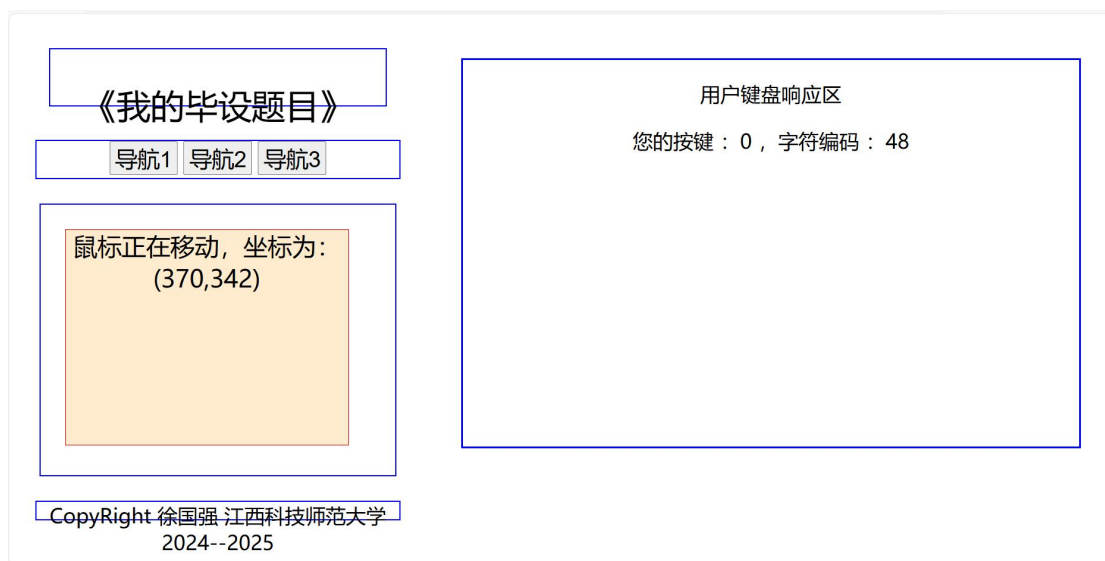 《我的毕设题目》
导航1 导航2 导航3
鼠标正在移动，坐标为：
(370,342)
CopyRight 徐国强 江西科技师范大学
2024--2025
用户键盘响应区
您的按键 ：0 ，字符编码 ：48